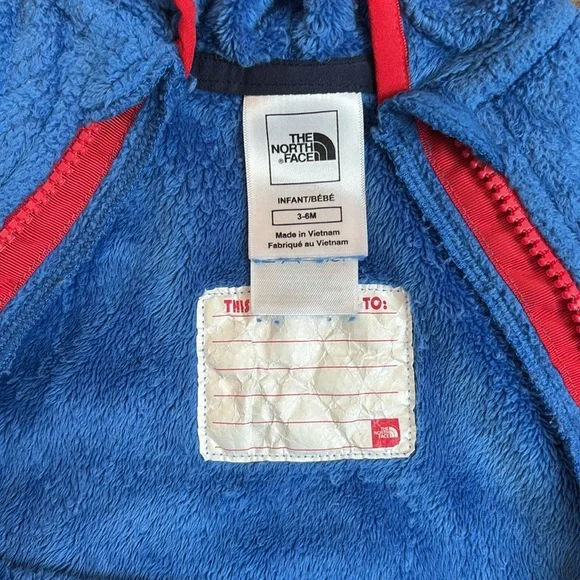 THE
NORTH
FACE
INFANT/BÉBÉ
3-6M
Made in Vietnam
Fabriqué au Vietnam
THIS TO:
THE
NORTH
FACE